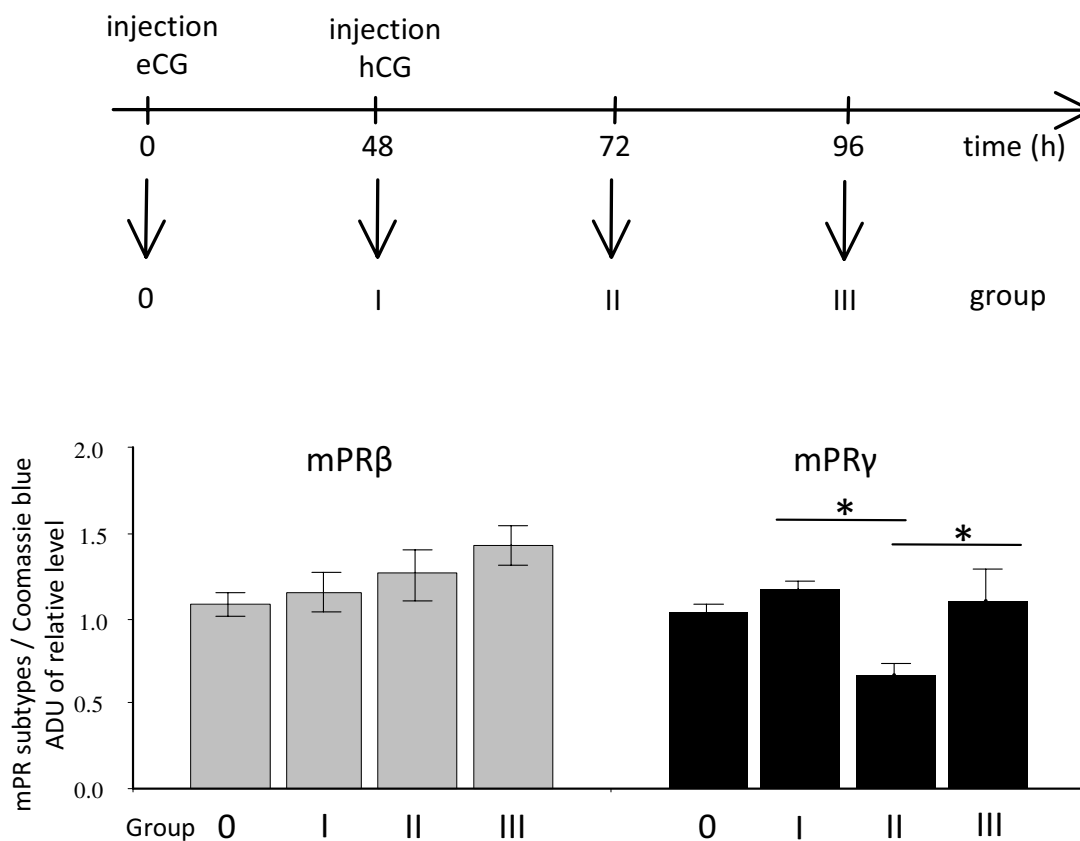 injection
eCG
injection
hCG
0 48 72 96 time (h)
0 I II III group
mPR subtypes / Coomassie blue
ADU of relative level
2.0
1.5
1.0
0.5
0.0
mPRβ
mPRγ
*
*
Group 0 I II III 0 I II III